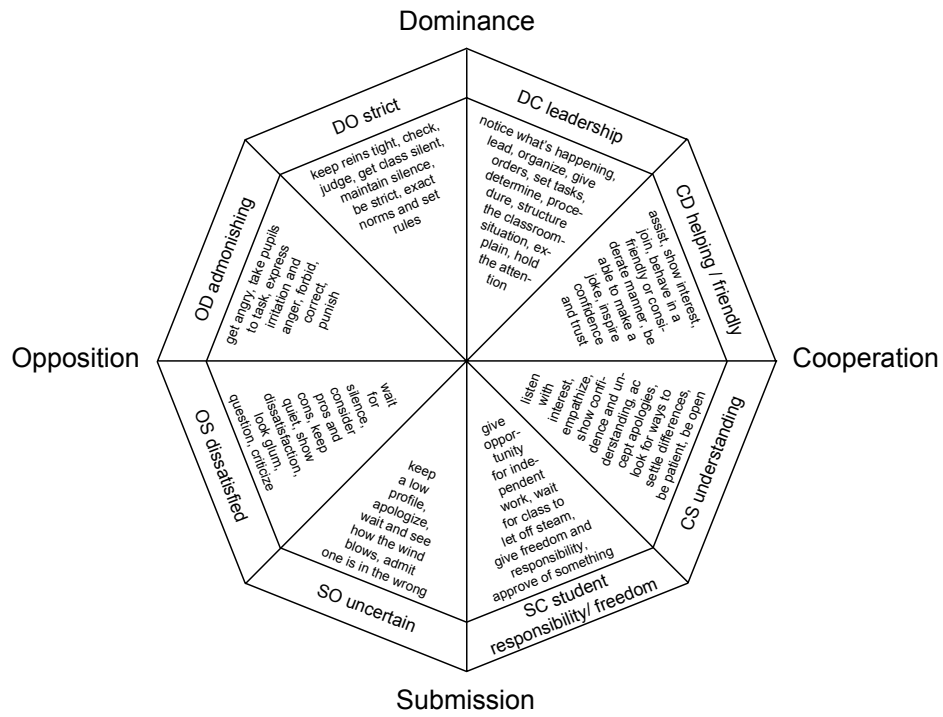 Dominance
DO strict
keep reins tight, check,
judge, get class silent,
maintain silence,
be strict, exact
norms and set
rules
DC leadership
notice what's happening,
lead, organize, give
orders, set tasks,
determine, proce-
dure, structure
the classroom-
situation, ex-
plain, hold
the atten-
tion
CD helping / friendly
assist, show interest,
join, behave in a
friendly or consi-
derate manner, be
able to make a
joke, inspire
confidence
and trust
OD admonishing
get angry, take pupils
to task, express
irritation and
anger, forbid,
correct,
punish
Opposition
Cooperation
OS dissatisfied
wait
for
silence,
consider
pros and
cons, keep
quiet, show
dissatisfaction,
look glum,
question, criticize
SO uncertain
keep
a low
profile,
apologize,
wait and see
how the wind
blows, admit
one is in the wrong
SC student
responsibility/ freedom
give
oppor-
tunity
for inde-
pendent
work, wait
for class to
let off steam,
give freedom and
responsibility,
approve of something
CS understanding
listen
with
interest,
empathize,
show confi-
dence and un-
derstanding, ac
cept apologies,
look for ways to
settle differences,
be patient, be open
Submission